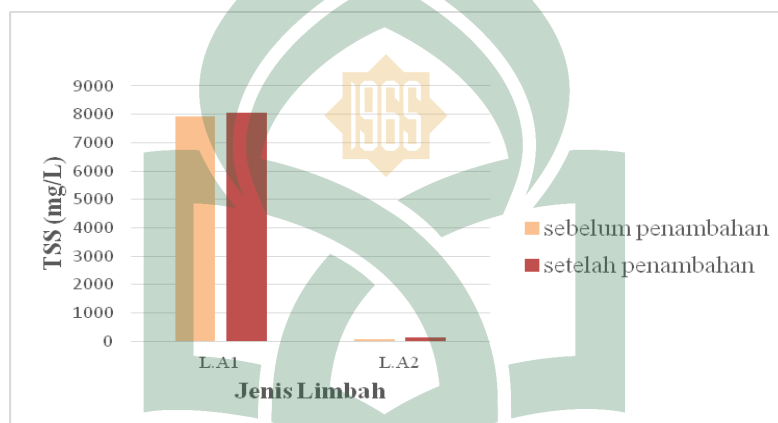 1965
9000
8000
7000
6000
5000
4000
3000
2000
1000
0
TSS (mg/L)
L.A1
L.A2
Jenis Limbah
sebelum penambahan
setelah penambahan